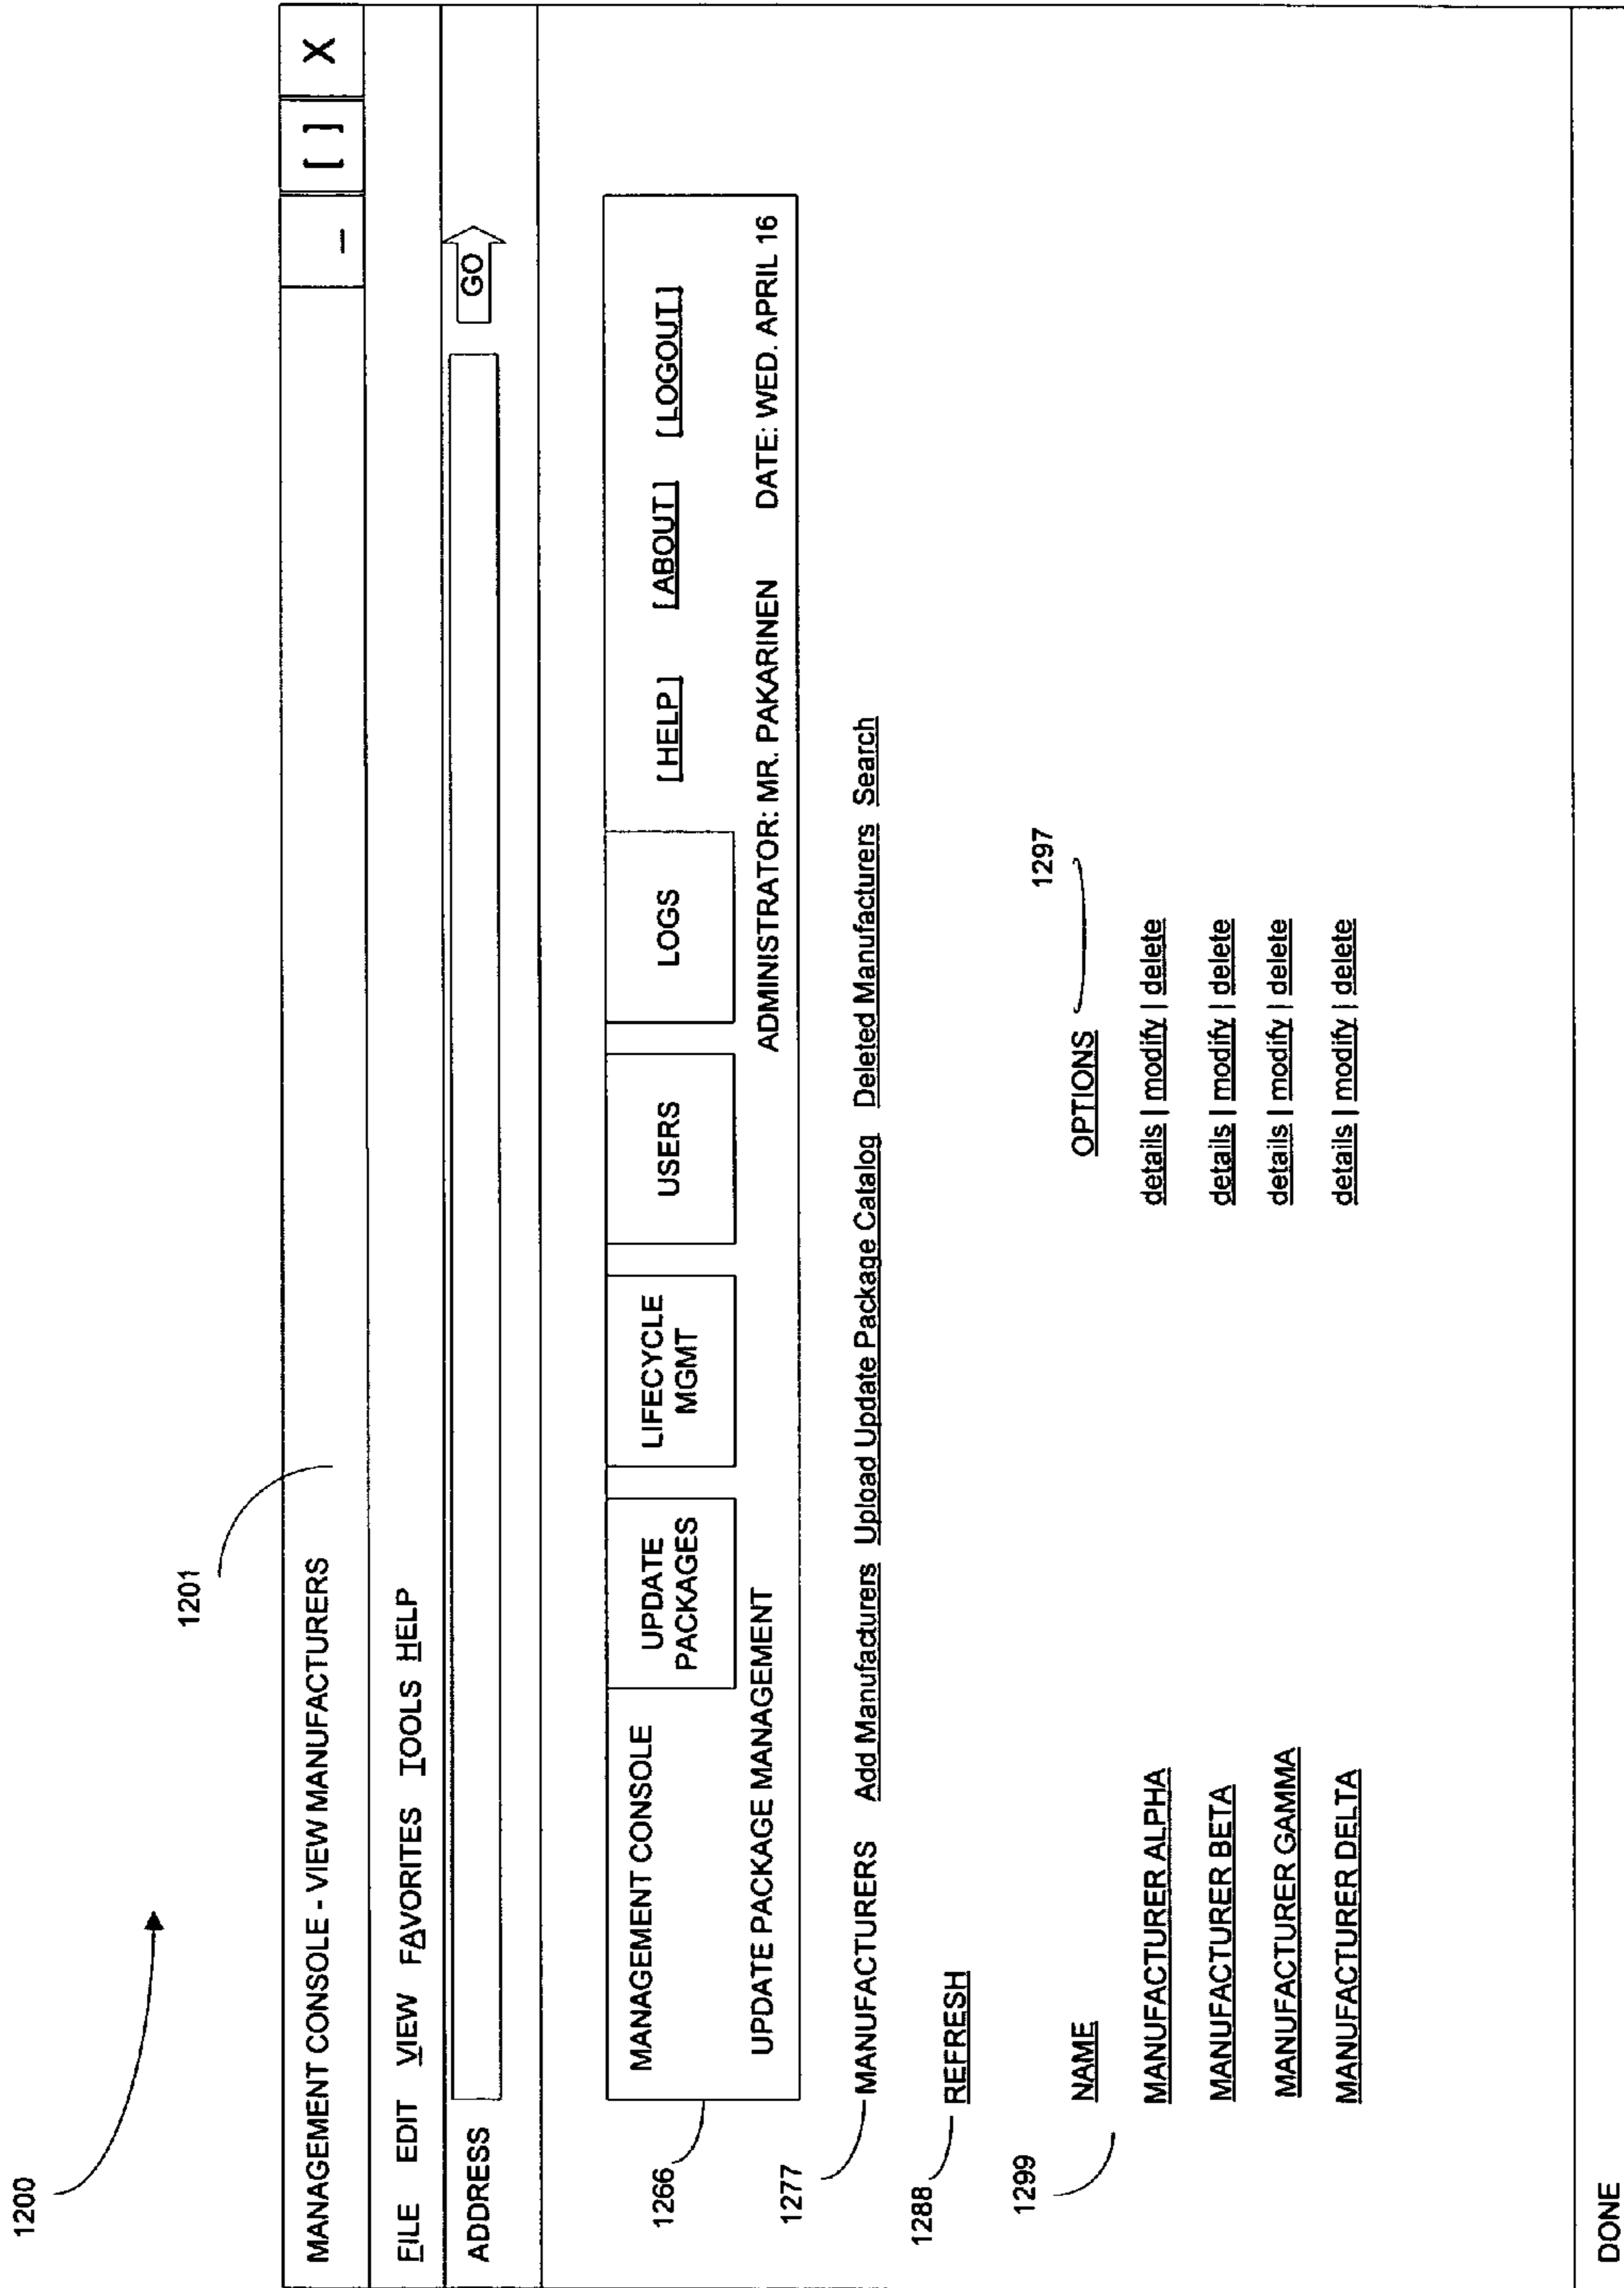 1200
1201
MANAGEMENT CONSOLE - VIEW MANUFACTURERS _ [ ] X
FILE EDIT VIEW FAVORITES TOOLS HELP
ADDRESS GO
1266
MANAGEMENT CONSOLE UPDATE PACKAGES LIFECYCLE MGMT USERS LOGS [HELP] [ABOUT] [LOGOUT]
UPDATE PACKAGE MANAGEMENT ADMINISTRATOR: MR. PAKARINEN DATE: WED. APRIL 16
1277
MANUFACTURERS Add Manufacturers Upload Update Package Catalog Deleted Manufacturers Search
1288
REFRESH
1299
1297
NAME OPTIONS
MANUFACTURER ALPHA details | modify | delete
MANUFACTURER BETA details | modify | delete
MANUFACTURER GAMMA details | modify | delete
MANUFACTURER DELTA details | modify | delete
DONE